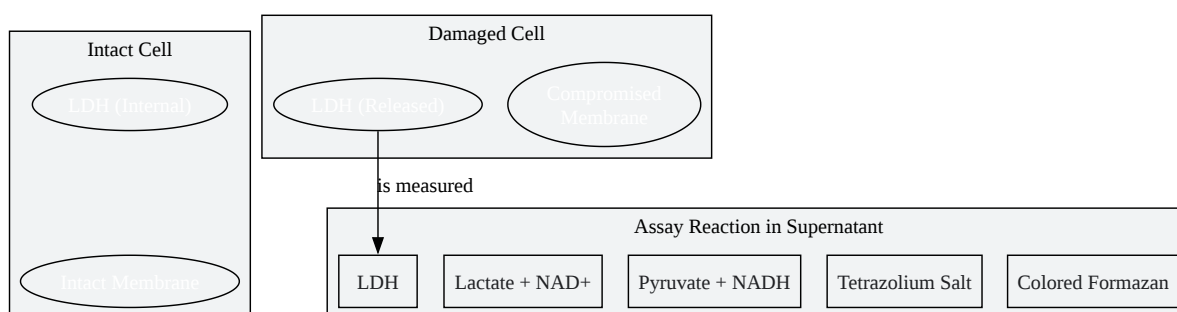 Intact Cell
LDH (Internal)
Intact Membrane
Damaged Cell
LDH (Released)
Compromised
Membrane
is measured
Assay Reaction in Supernatant
LDH
Lactate + NAD+
Pyruvate + NADH
Tetrazolium Salt
Colored Formazan